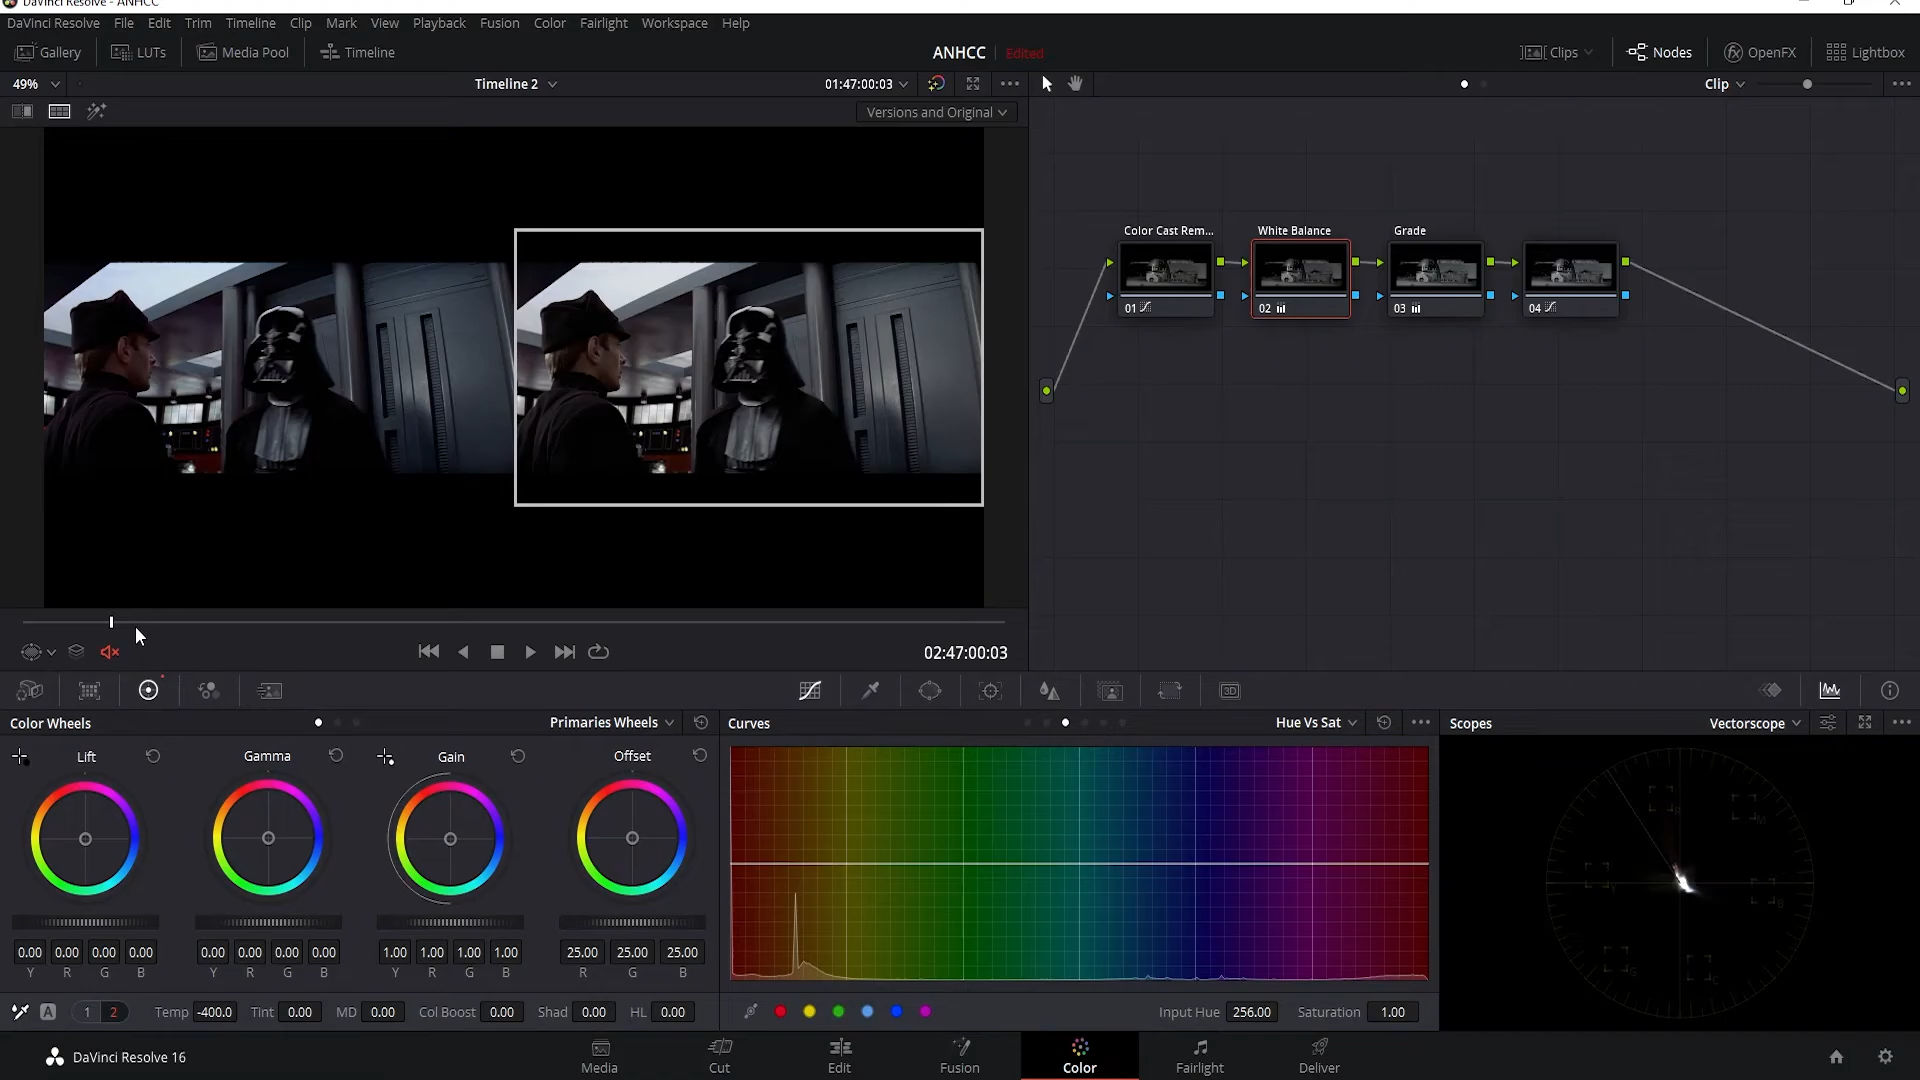 DaVinci Resolve - ANHCC
DaVinci Resolve File Edit Trim Timeline Clip Mark View Playback Fusion Color Fairlight Workspace Help
Gallery LUTs Media Pool Timeline ANHCC Edited Clips Nodes OpenFX Lightbox
49% Timeline 2 01:47:00:03 Clip
Versions and Original
Color Cast Rem... White Balance Grade
01 02 03 04
02:47:00:03
Color Wheels Primaries Wheels Curves Hue Vs Sat Scopes Vectorscope
Lift Gamma Gain Offset
0.00 0.00 0.00 0.00 0.00 0.00 0.00 0.00 1.00 1.00 1.00 1.00 25.00 25.00 25.00
Y R G B Y R G B Y R G B R G B
A 1 2 Temp -400.0 Tint 0.00 MD 0.00 Col Boost 0.00 Shad 0.00 HL 0.00 Input Hue 256.00 Saturation 1.00
DaVinci Resolve 16 Media Cut Edit Fusion Color Fairlight Deliver